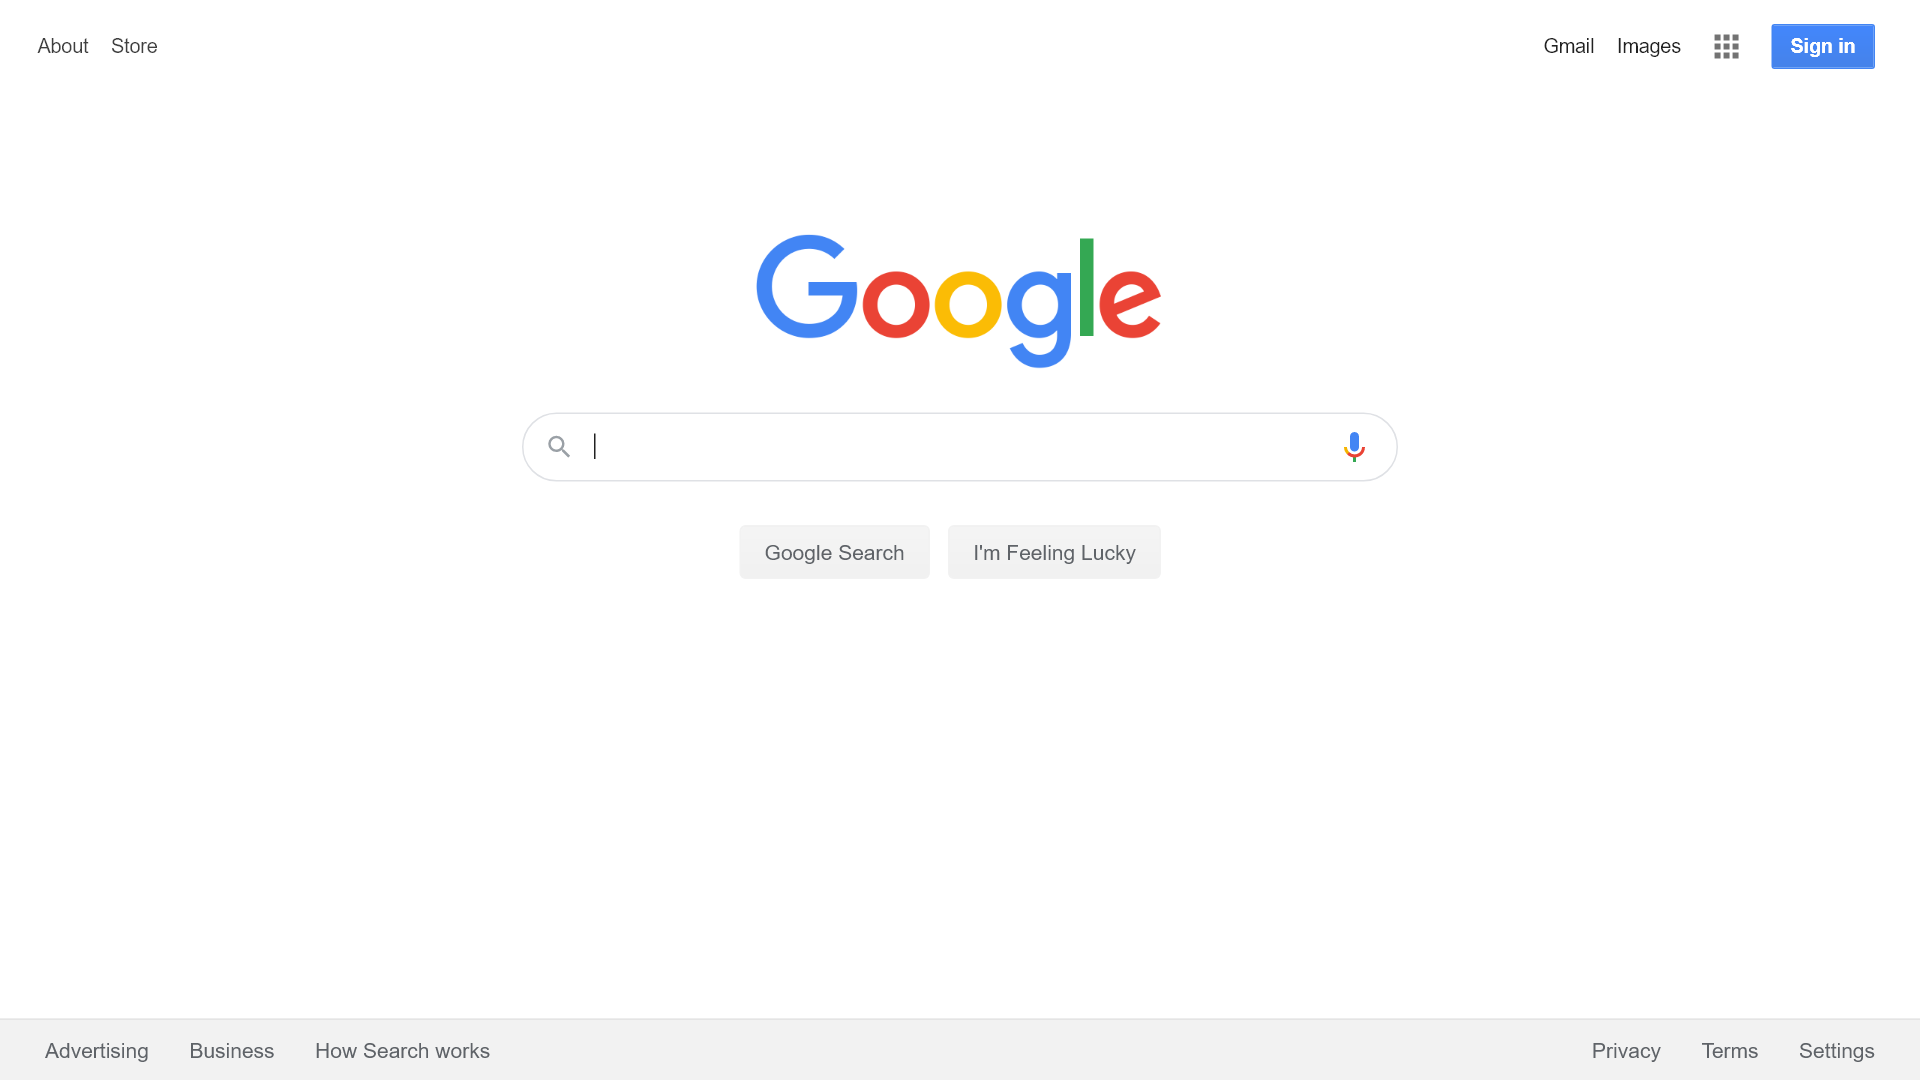 About Store Gmail Images Sign in
Google
Google Search I'm Feeling Lucky
Advertising Business How Search works Privacy Terms Settings